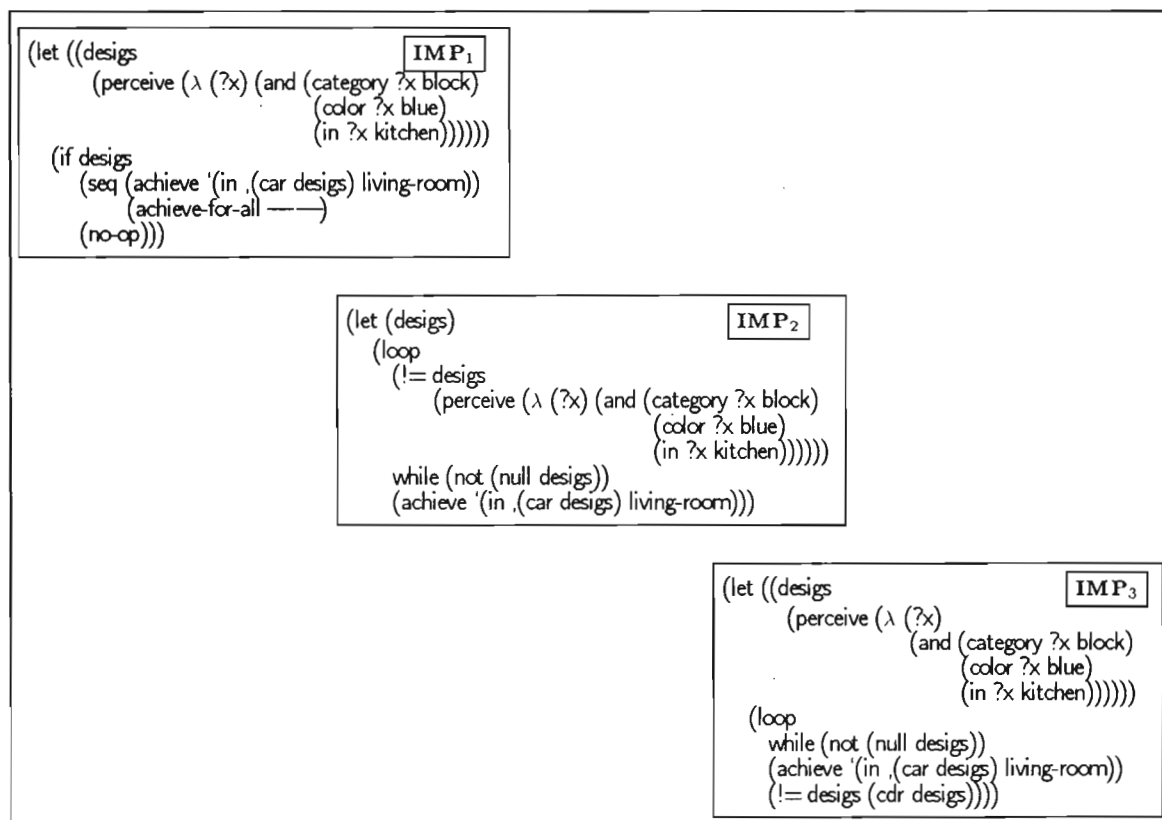 (let ((desigs IMP₁
(perceive (λ (?x) (and (category ?x block)
(color ?x blue)
(in ?x kitchen))))))
(if desigs
(seq (achieve '(in ,(car desigs) living-room))
(achieve-for-all ———)
(no-op)))
(let (desigs) IMP₂
(loop
(!= desigs
(perceive (λ (?x) (and (category ?x block)
(color ?x blue)
(in ?x kitchen))))))
while (not (null desigs))
(achieve '(in ,(car desigs) living-room)))
(let ((desigs IMP₃
(perceive (λ (?x)
(and (category ?x block)
(color ?x blue)
(in ?x kitchen))))))
(loop
while (not (null desigs))
(achieve '(in ,(car desigs) living-room))
(!= desigs (cdr desigs))))